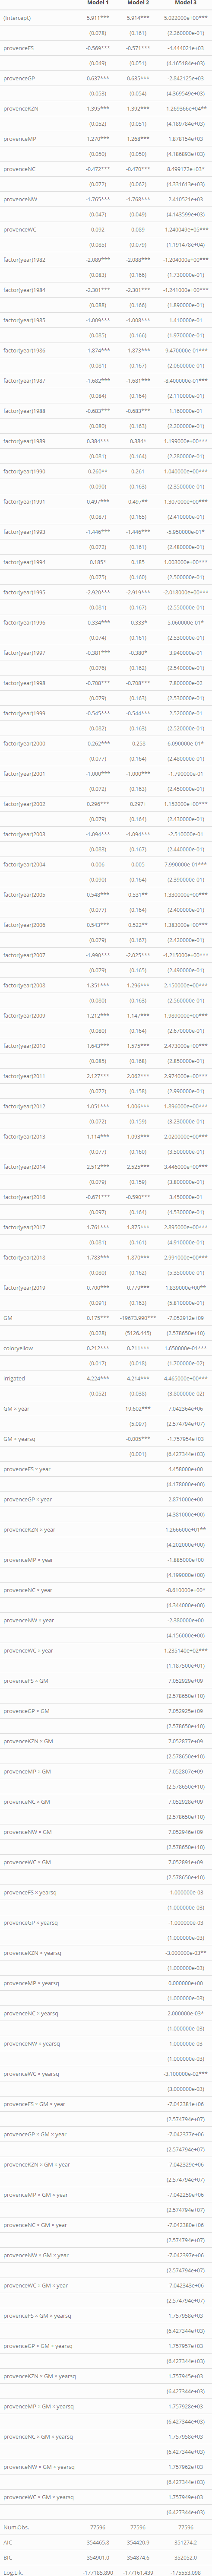 Model 1 Model 2 Model 3
(Intercept) 5.911*** 5.914*** 5.022000e+00***
(0.078) (0.161) (2.260000e-01)
provenceFS -0.569*** -0.571*** -4.444021e+03
(0.049) (0.051) (4.165184e+03)
provenceGP 0.637*** 0.635*** -2.842125e+03
(0.053) (0.054) (4.369549e+03)
provenceKZN 1.395*** 1.392*** -1.269366e+04**
(0.052) (0.051) (4.189784e+03)
provenceMP 1.270*** 1.268*** 1.878154e+03
(0.050) (0.050) (4.186893e+03)
provenceNC -0.472*** -0.470*** 8.499172e+03*
(0.072) (0.062) (4.331613e+03)
provenceNW -1.765*** -1.768*** 2.410521e+03
(0.047) (0.049) (4.143599e+03)
provenceWC 0.092 0.089 -1.240049e+05***
(0.085) (0.079) (1.191478e+04)
factor(year)1982 -2.089*** -2.088*** -1.204000e+00***
(0.083) (0.166) (1.730000e-01)
factor(year)1984 -2.301*** -2.301*** -1.241000e+00***
(0.088) (0.166) (1.890000e-01)
factor(year)1985 -1.009*** -1.008*** 1.410000e-01
(0.085) (0.166) (1.970000e-01)
factor(year)1986 -1.874*** -1.873*** -9.470000e-01***
(0.081) (0.167) (2.060000e-01)
factor(year)1987 -1.682*** -1.681*** -8.400000e-01***
(0.084) (0.164) (2.110000e-01)
factor(year)1988 -0.683*** -0.683*** 1.160000e-01
(0.080) (0.163) (2.200000e-01)
factor(year)1989 0.384*** 0.384* 1.199000e+00***
(0.081) (0.164) (2.280000e-01)
factor(year)1990 0.260** 0.261 1.040000e+00***
(0.090) (0.163) (2.350000e-01)
factor(year)1991 0.497*** 0.497** 1.307000e+00***
(0.087) (0.165) (2.410000e-01)
factor(year)1993 -1.446*** -1.446*** -5.950000e-01*
(0.072) (0.161) (2.480000e-01)
factor(year)1994 0.185* 0.185 1.003000e+00***
(0.075) (0.160) (2.500000e-01)
factor(year)1995 -2.920*** -2.919*** -2.018000e+00***
(0.081) (0.167) (2.550000e-01)
factor(year)1996 -0.334*** -0.333* 5.060000e-01*
(0.074) (0.161) (2.530000e-01)
factor(year)1997 -0.381*** -0.380* 3.940000e-01
(0.076) (0.162) (2.540000e-01)
factor(year)1998 -0.708*** -0.708*** 7.800000e-02
(0.079) (0.163) (2.530000e-01)
factor(year)1999 -0.545*** -0.544*** 2.520000e-01
(0.082) (0.163) (2.520000e-01)
factor(year)2000 -0.262*** -0.258 6.090000e-01*
(0.077) (0.164) (2.480000e-01)
factor(year)2001 -1.000*** -1.000*** -1.790000e-01
(0.072) (0.163) (2.450000e-01)
factor(year)2002 0.296*** 0.297+ 1.152000e+00***
(0.079) (0.164) (2.430000e-01)
factor(year)2003 -1.094*** -1.094*** -2.510000e-01
(0.083) (0.167) (2.440000e-01)
factor(year)2004 0.006 0.005 7.990000e-01***
(0.090) (0.164) (2.390000e-01)
factor(year)2005 0.548*** 0.531** 1.330000e+00***
(0.077) (0.164) (2.400000e-01)
factor(year)2006 0.543*** 0.522** 1.383000e+00***
(0.079) (0.167) (2.420000e-01)
factor(year)2007 -1.990*** -2.025*** -1.215000e+00***
(0.079) (0.165) (2.490000e-01)
factor(year)2008 1.351*** 1.296*** 2.150000e+00***
(0.080) (0.163) (2.560000e-01)
factor(year)2009 1.212*** 1.147*** 1.989000e+00***
(0.080) (0.164) (2.670000e-01)
factor(year)2010 1.643*** 1.575*** 2.473000e+00***
(0.085) (0.168) (2.850000e-01)
factor(year)2011 2.127*** 2.062*** 2.974000e+00***
(0.072) (0.158) (2.990000e-01)
factor(year)2012 1.051*** 1.006*** 1.896000e+00***
(0.072) (0.159) (3.230000e-01)
factor(year)2013 1.114*** 1.093*** 2.020000e+00***
(0.077) (0.160) (3.500000e-01)
factor(year)2014 2.512*** 2.525*** 3.446000e+00***
(0.079) (0.159) (3.800000e-01)
factor(year)2016 -0.671*** -0.590*** 3.450000e-01
(0.097) (0.164) (4.530000e-01)
factor(year)2017 1.761*** 1.875*** 2.895000e+00***
(0.081) (0.161) (4.910000e-01)
factor(year)2018 1.783*** 1.870*** 2.991000e+00***
(0.080) (0.162) (5.350000e-01)
factor(year)2019 0.700*** 0.779*** 1.839000e+00**
(0.091) (0.163) (5.810000e-01)
GM 0.175*** -19673.990*** -7.052912e+09
(0.028) (5126.445) (2.578650e+10)
coloryellow 0.212*** 0.211*** 1.650000e-01***
(0.017) (0.018) (1.700000e-02)
irrigated 4.224*** 4.214*** 4.465000e+00***
(0.052) (0.038) (3.800000e-02)
GM × year 19.602*** 7.042364e+06
(5.097) (2.574794e+07)
GM × yearsq -0.005*** -1.757954e+03
(0.001) (6.427344e+03)
provenceFS × year 4.458000e+00
(4.178000e+00)
provenceGP × year 2.871000e+00
(4.381000e+00)
provenceKZN × year 1.266600e+01**
(4.202000e+00)
provenceMP × year -1.885000e+00
(4.199000e+00)
provenceNC × year -8.610000e+00*
(4.344000e+00)
provenceNW × year -2.380000e+00
(4.156000e+00)
provenceWC × year 1.235140e+02***
(1.187500e+01)
provenceFS × GM 7.052929e+09
(2.578650e+10)
provenceGP × GM 7.052925e+09
(2.578650e+10)
provenceKZN × GM 7.052877e+09
(2.578650e+10)
provenceMP × GM 7.052807e+09
(2.578650e+10)
provenceNC × GM 7.052928e+09
(2.578650e+10)
provenceNW × GM 7.052946e+09
(2.578650e+10)
provenceWC × GM 7.052891e+09
(2.578650e+10)
provenceFS × yearsq -1.000000e-03
(1.000000e-03)
provenceGP × yearsq -1.000000e-03
(1.000000e-03)
provenceKZN × yearsq -3.000000e-03**
(1.000000e-03)
provenceMP × yearsq 0.000000e+00
(1.000000e-03)
provenceNC × yearsq 2.000000e-03*
(1.000000e-03)
provenceNW × yearsq 1.000000e-03
(1.000000e-03)
provenceWC × yearsq -3.100000e-02***
(3.000000e-03)
provenceFS × GM × year -7.042381e+06
(2.574794e+07)
provenceGP × GM × year -7.042377e+06
(2.574794e+07)
provenceKZN × GM × year -7.042329e+06
(2.574794e+07)
provenceMP × GM × year -7.042259e+06
(2.574794e+07)
provenceNC × GM × year -7.042380e+06
(2.574794e+07)
provenceNW × GM × year -7.042397e+06
(2.574794e+07)
provenceWC × GM × year -7.042343e+06
(2.574794e+07)
provenceFS × GM × yearsq 1.757958e+03
(6.427344e+03)
provenceGP × GM × yearsq 1.757957e+03
(6.427344e+03)
provenceKZN × GM × yearsq 1.757945e+03
(6.427344e+03)
provenceMP × GM × yearsq 1.757928e+03
(6.427344e+03)
provenceNC × GM × yearsq 1.757958e+03
(6.427344e+03)
provenceNW × GM × yearsq 1.757962e+03
(6.427344e+03)
provenceWC × GM × yearsq 1.757949e+03
(6.427344e+03)
Num.Obs. 77596 77596 77596
AIC 354465.8 354420.9 351274.2
BIC 354901.0 354874.6 352052.0
Log.Lik. -177185.890 -177161.439 -175553.098